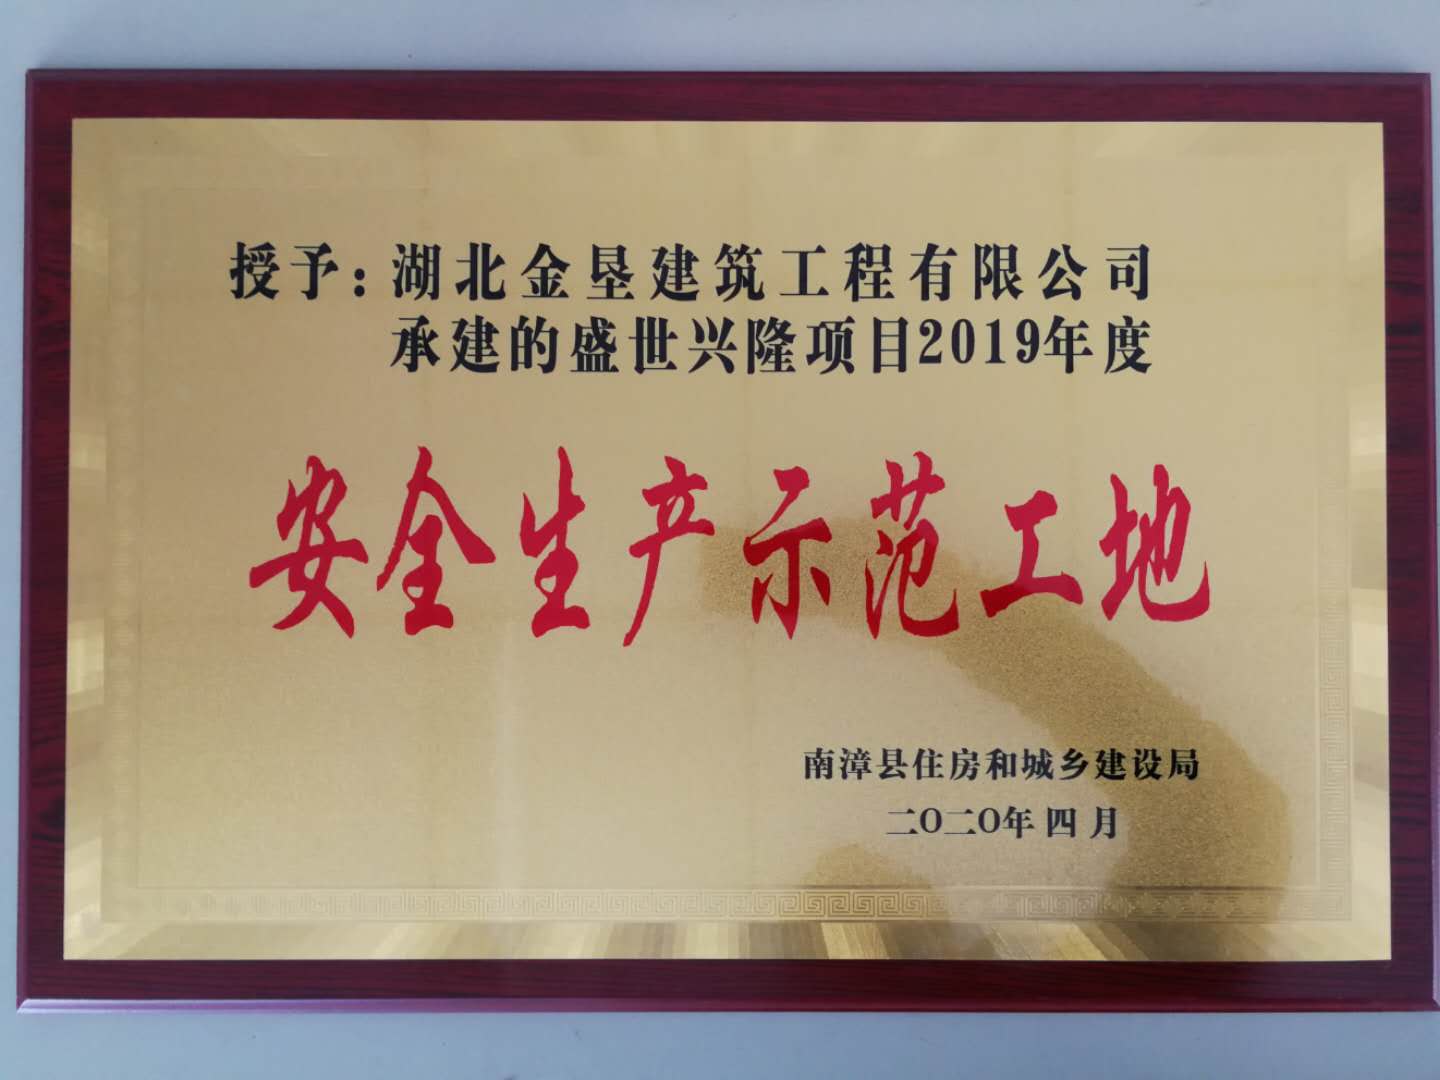 授予：湖北金垦建筑工程有限公司
承建的盛世兴隆项目2019年度
安全生产示范工地
南漳县住房和城乡建设局
二O二O年四月